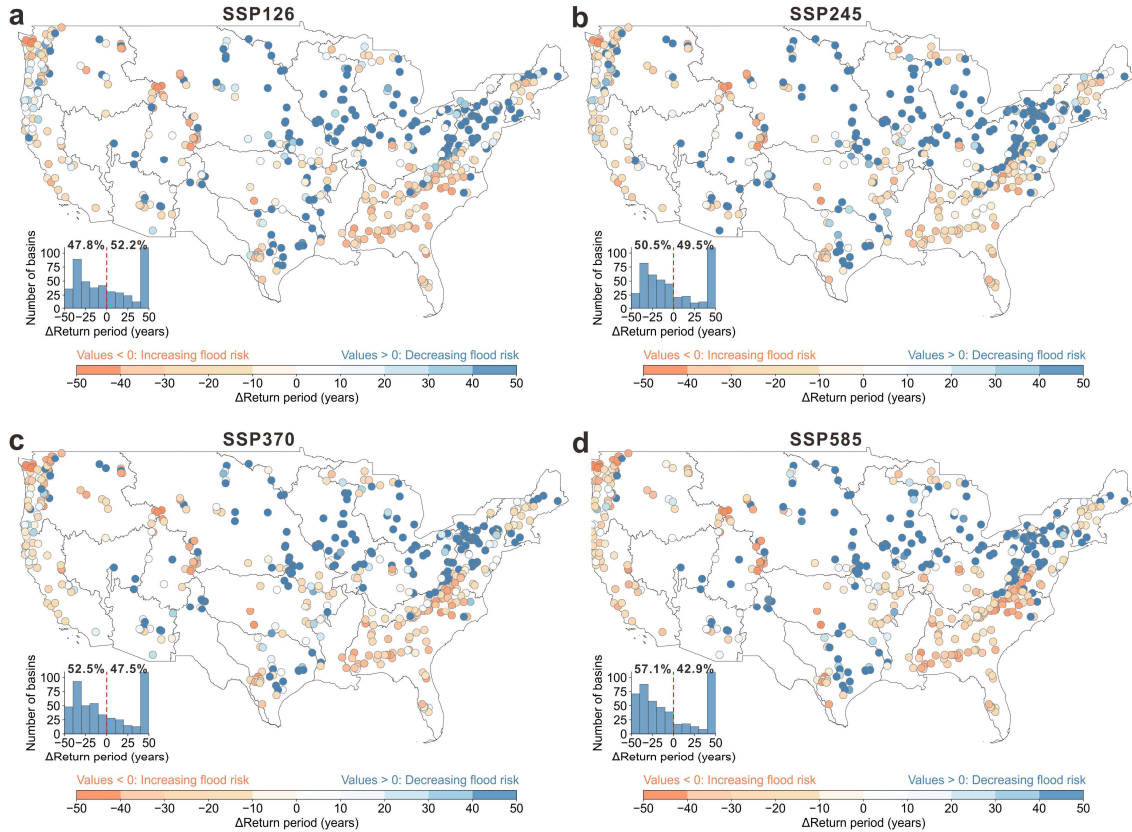 a
SSP126
47.8% 52.2%
Number of basins
100
75
50
25
0
−50 −25 0 25 50
ΔReturn period (years)
Values < 0: Increasing flood risk Values > 0: Decreasing flood risk
−50 −40 −30 −20 −10 0 10 20 30 40 50
ΔReturn period (years)
b
SSP245
50.5% 49.5%
Number of basins
100
75
50
25
0
−50 −25 0 25 50
ΔReturn period (years)
Values < 0: Increasing flood risk Values > 0: Decreasing flood risk
−50 −40 −30 −20 −10 0 10 20 30 40 50
ΔReturn period (years)
c
SSP370
52.5% 47.5%
Number of basins
100
75
50
25
0
−50 −25 0 25 50
ΔReturn period (years)
Values < 0: Increasing flood risk Values > 0: Decreasing flood risk
−50 −40 −30 −20 −10 0 10 20 30 40 50
ΔReturn period (years)
d
SSP585
57.1% 42.9%
Number of basins
100
75
50
25
0
−50 −25 0 25 50
ΔReturn period (years)
Values < 0: Increasing flood risk Values > 0: Decreasing flood risk
−50 −40 −30 −20 −10 0 10 20 30 40 50
ΔReturn period (years)